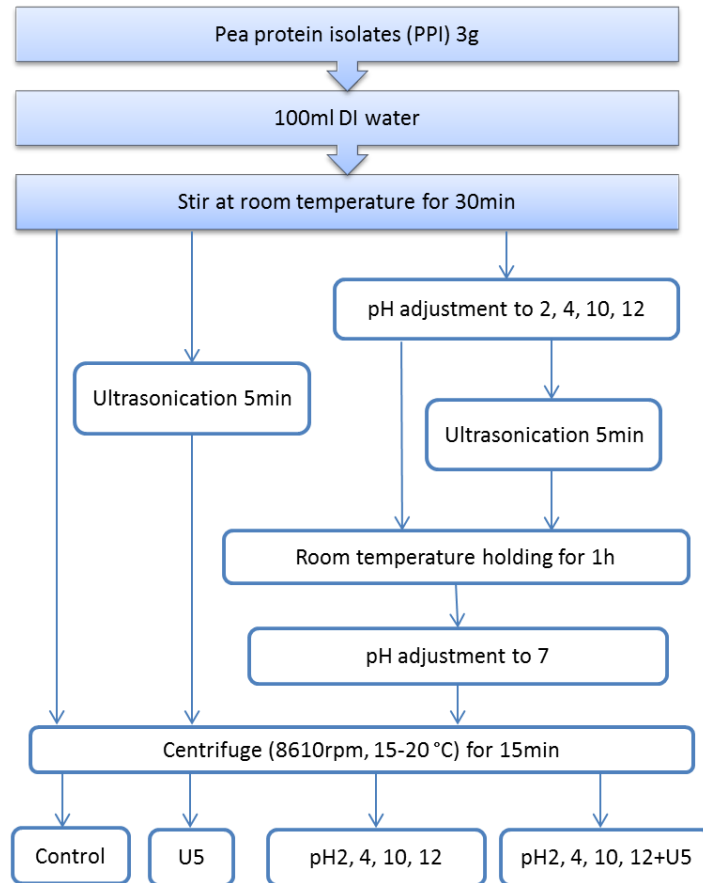 Pea protein isolates (PPI) 3g
100ml DI water
Stir at room temperature for 30min
pH adjustment to 2, 4, 10, 12
Ultrasonication 5min
Ultrasonication 5min
Room temperature holding for 1h
pH adjustment to 7
Centrifuge (8610rpm, 15-20 °C) for 15min
Control
U5
pH2, 4, 10, 12
pH2, 4, 10, 12+U5